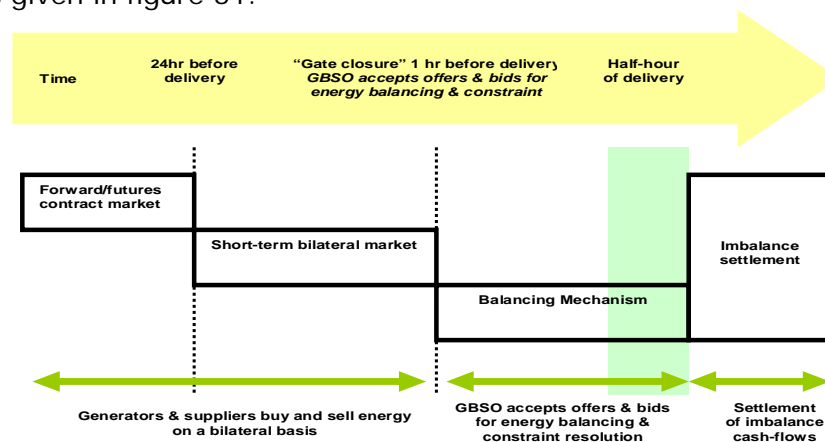 given in figure 31.
24hr before
delivery
"Gate closure" 1 hr before delivery
GBSO accepts offers & bids for
energy balancing & constraint
Half-hour
of delivery
Time
Forward/futures
contract market
Short-term bilateral market
Balancing Mechanism
Imbalance
settlement
Generators & suppliers buy and sell energy
on a bilateral basis
GBSO accepts offers & bids
for energy balancing &
constraint resolution
Settlement
of imbalance
cash-flows